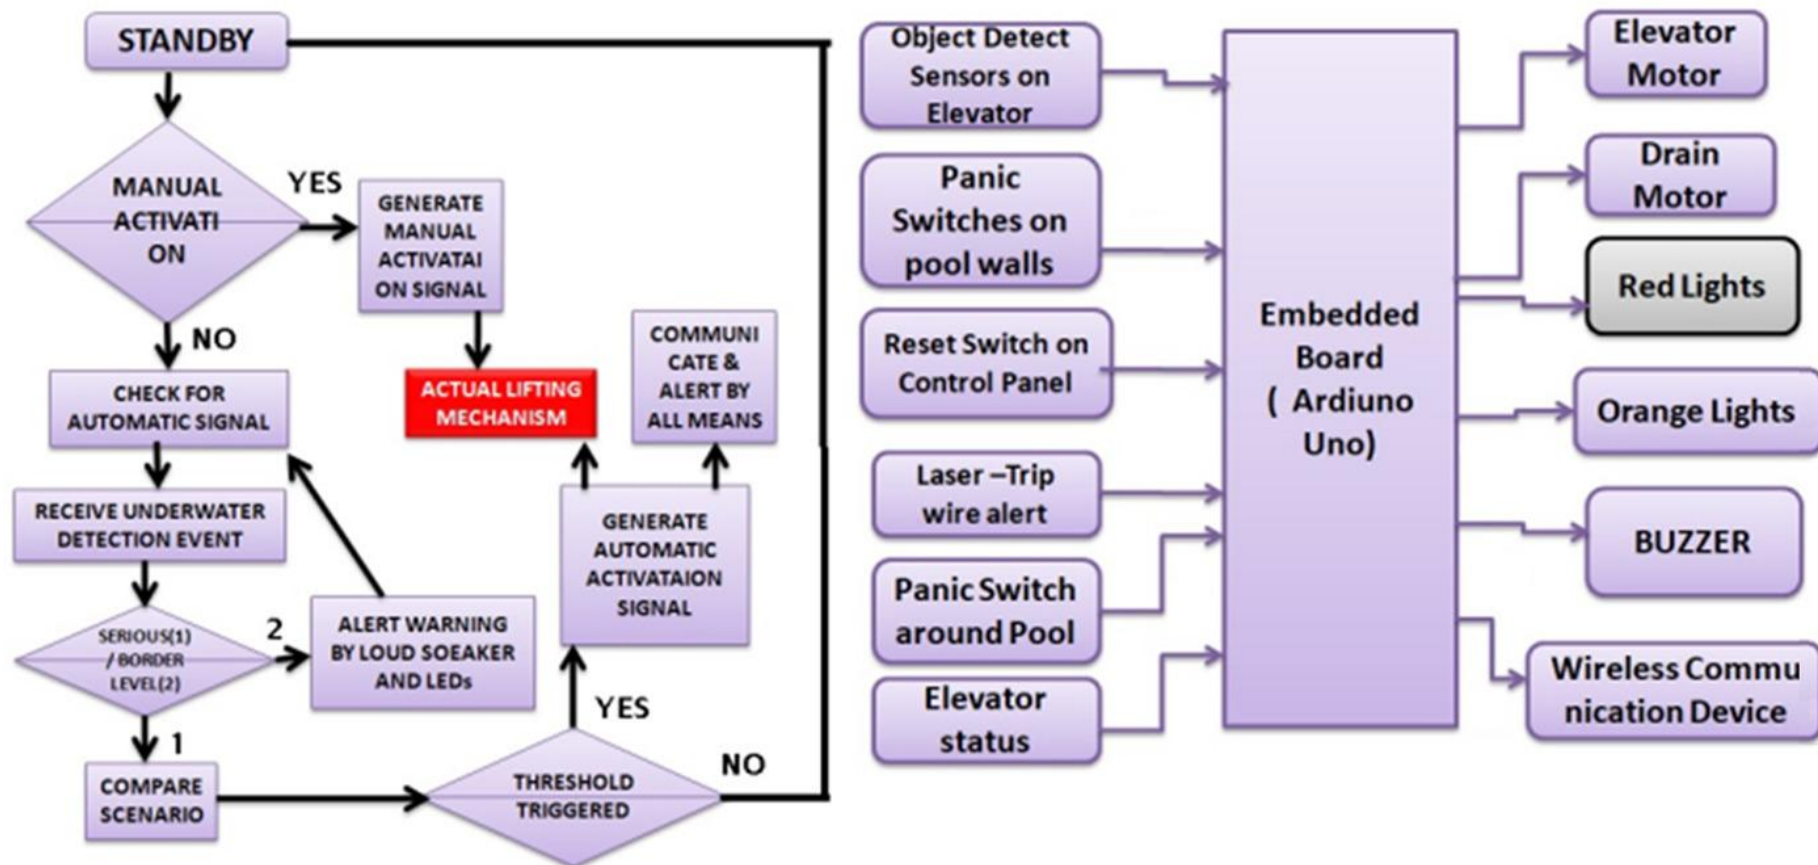 STANDBY
MANUAL
ACTIVATI
ON
YES
GENERATE
MANUAL
ACTIVATAI
ON SIGNAL
NO
CHECK FOR
AUTOMATIC SIGNAL
ACTUAL LIFTING
MECHANISM
COMMUNI
CATE &
ALERT BY
ALL MEANS
RECEIVE UNDERWATER
DETECTION EVENT
GENERATE
AUTOMATIC
ACTIVATAION
SIGNAL
SERIOUS(1)
/ BORDER
LEVEL(2)
2
ALERT WARNING
BY LOUD SOEAKER
AND LEDs
1
COMPARE
SCENARIO
YES
THRESHOLD
TRIGGERED
NO
Object Detect
Sensors on
Elevator
Panic
Switches on
pool walls
Reset Switch on
Control Panel
Laser –Trip
wire alert
Panic Switch
around Pool
Elevator
status
Embedded
Board
( Ardiuno
Uno)
Elevator
Motor
Drain
Motor
Red Lights
Orange Lights
BUZZER
Wireless Commu
nication Device